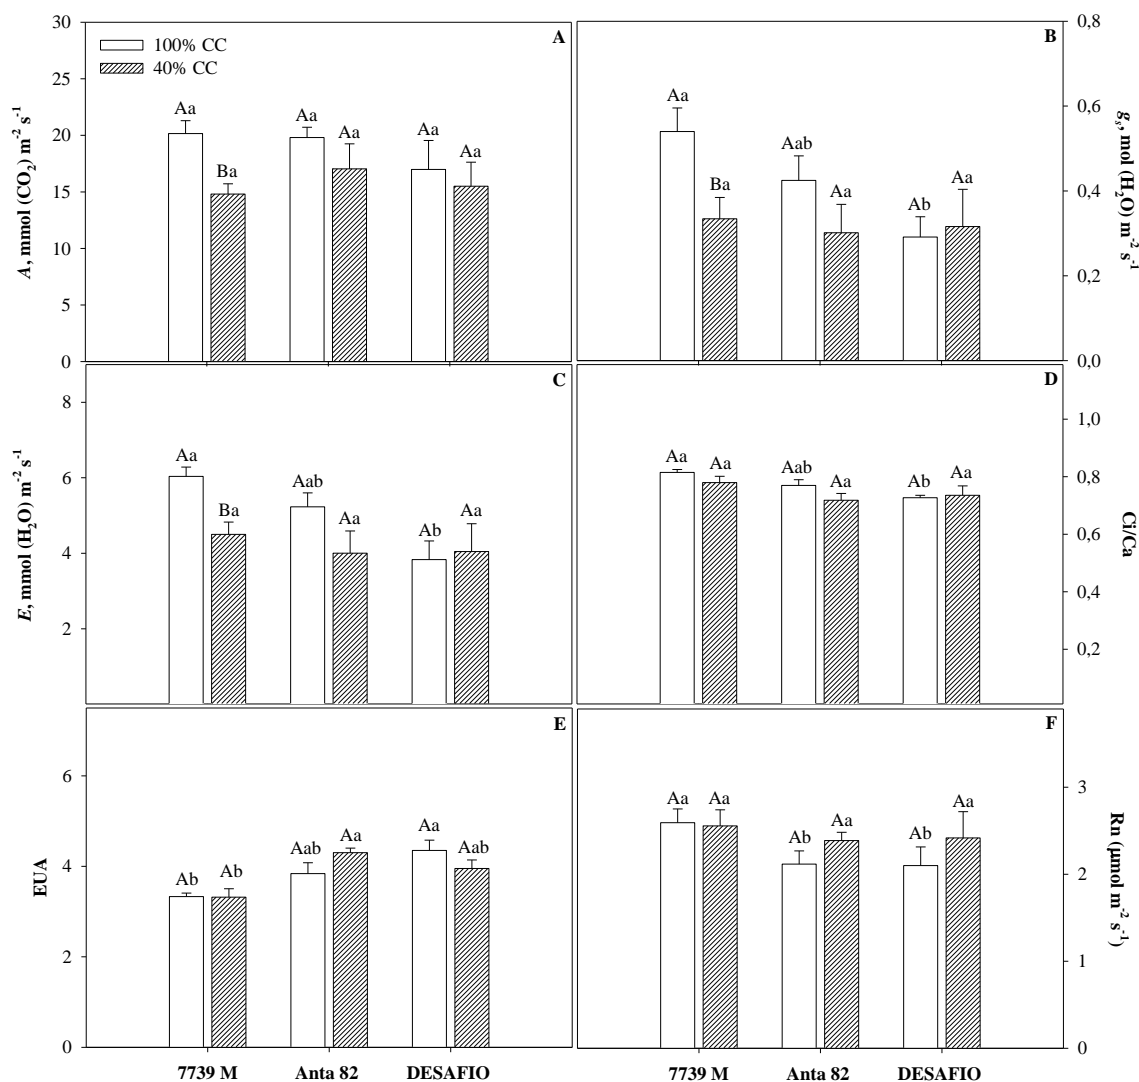 A
100% CC
40% CC
30
25
20
15
10
5
0
A, mmol (CO₂) m⁻² s⁻¹
Aa
Ba
Aa
Aa
Aa
Aa
B
0,8
0,6
0,4
0,2
0,0
gₛ, mol (H₂O) m⁻² s⁻¹
Aa
Ba
Aab
Aa
Ab
Aa
C
8
6
4
2
E, mmol (H₂O) m⁻² s⁻¹
Aa
Ba
Aab
Aa
Ab
Aa
D
1,0
0,8
0,6
0,4
0,2
Ci/Ca
Aa
Aa
Aab
Aa
Ab
Aa
E
6
4
2
0
EUA
Ab
Ab
Aab
Aa
Aa
Aab
7739 M
Anta 82
DESAFIO
F
3
2
1
0
Rn (µmol m⁻² s⁻¹)
Aa
Aa
Ab
Aa
Ab
Aa
7739 M
Anta 82
DESAFIO